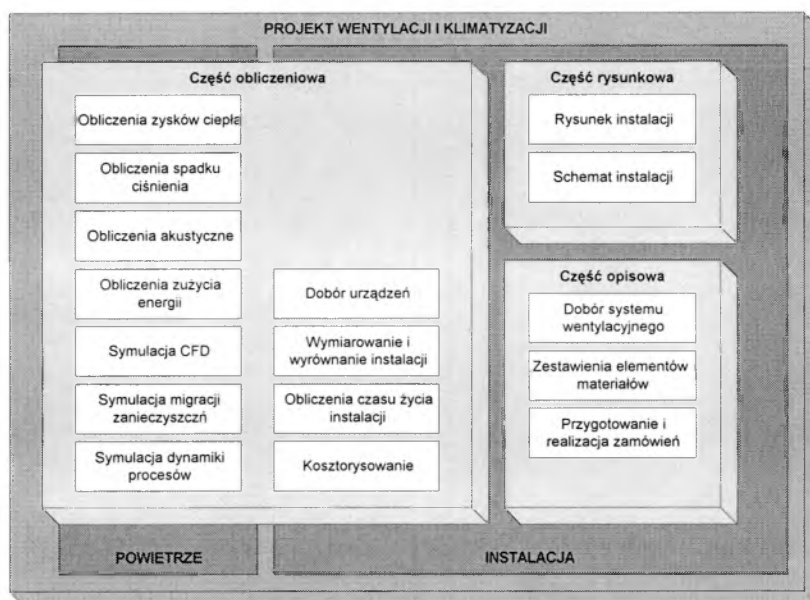 PROJEKT WENTYLACJI I KLIMATYZACJI
Część obliczeniowa
Obliczenia zysków ciepła
Obliczenia spadku
ciśnienia
Obliczenia akustyczne
Obliczenia zużycia
energii
Symulacja CFD
Symulacja migracji
zanieczyszczń
Symulacja dynamiki
procesów
Dobór urządzeń
Wymiarowanie i
wyrównanie instalacji
Obliczenia czasu życia
instalacji
Kosztorysowanie
Część rysunkowa
Rysunek instalacji
Schemat instalacji
Część opisowa
Dobór systemu
wentylacyjnego
Zestawienia elementów
materiałów
Przygotowanie i
realizacja zamówień
POWIETRZE
INSTALACJA